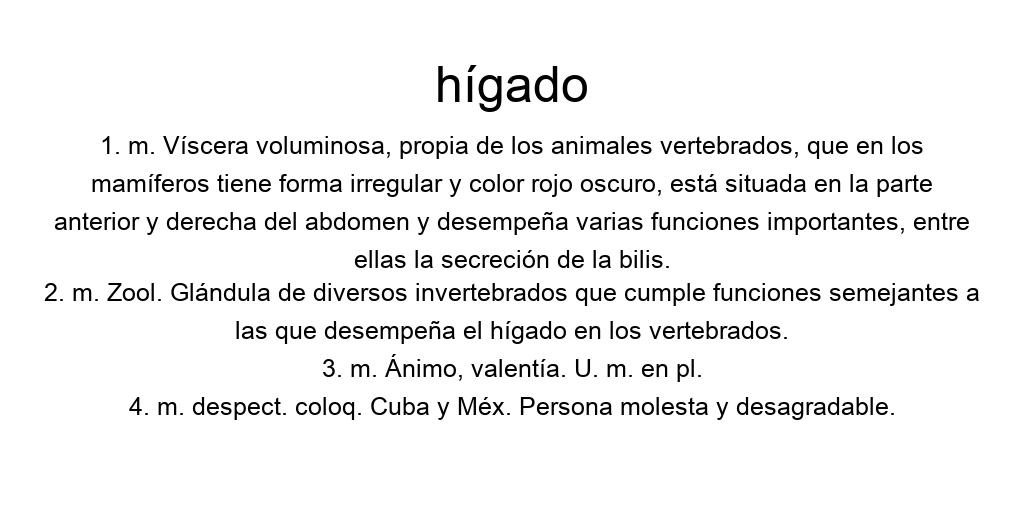 hígado
1. m. Víscera voluminosa, propia de los animales vertebrados, que en los
mamíferos tiene forma irregular y color rojo oscuro, está situada en la parte
anterior y derecha del abdomen y desempeña varias funciones importantes, entre
ellas la secreción de la bilis.
2. m. Zool. Glándula de diversos invertebrados que cumple funciones semejantes a
las que desempeña el hígado en los vertebrados.
3. m. Ánimo, valentía. U. m. en pl.
4. m. despect. coloq. Cuba y Méx. Persona molesta y desagradable.